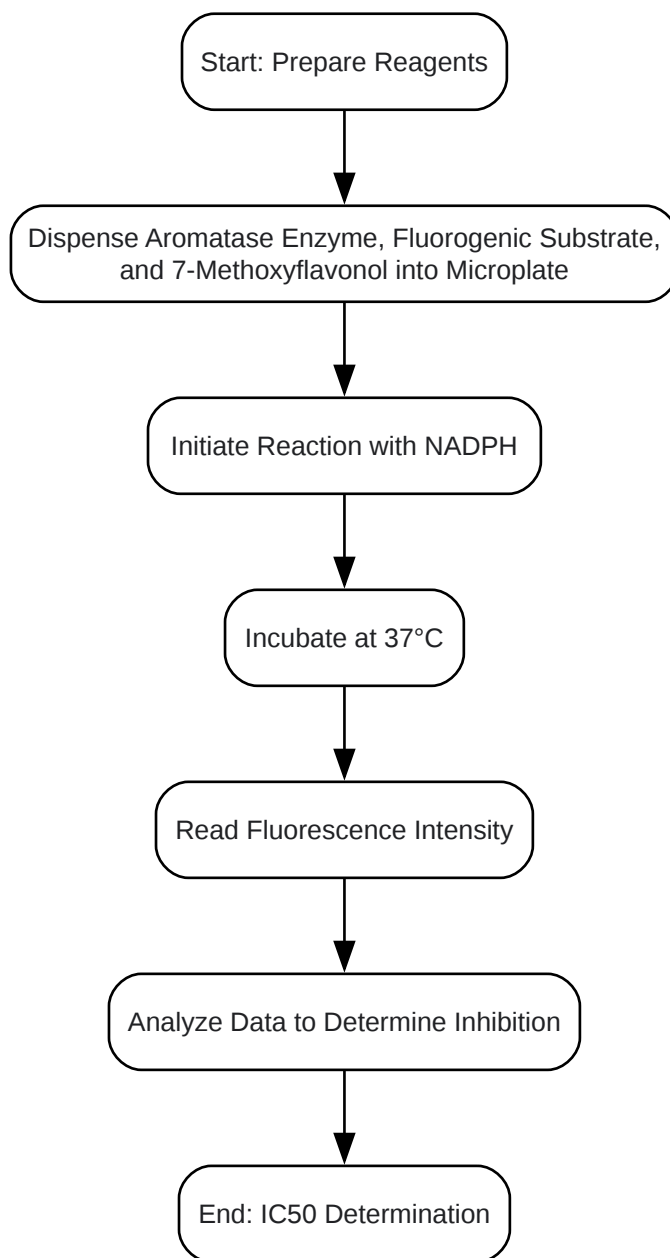 Start: Prepare Reagents
Dispense Aromatase Enzyme, Fluorogenic Substrate,
and 7-Methoxyflavonol into Microplate
Initiate Reaction with NADPH
Incubate at 37°C
Read Fluorescence Intensity
Analyze Data to Determine Inhibition
End: IC50 Determination